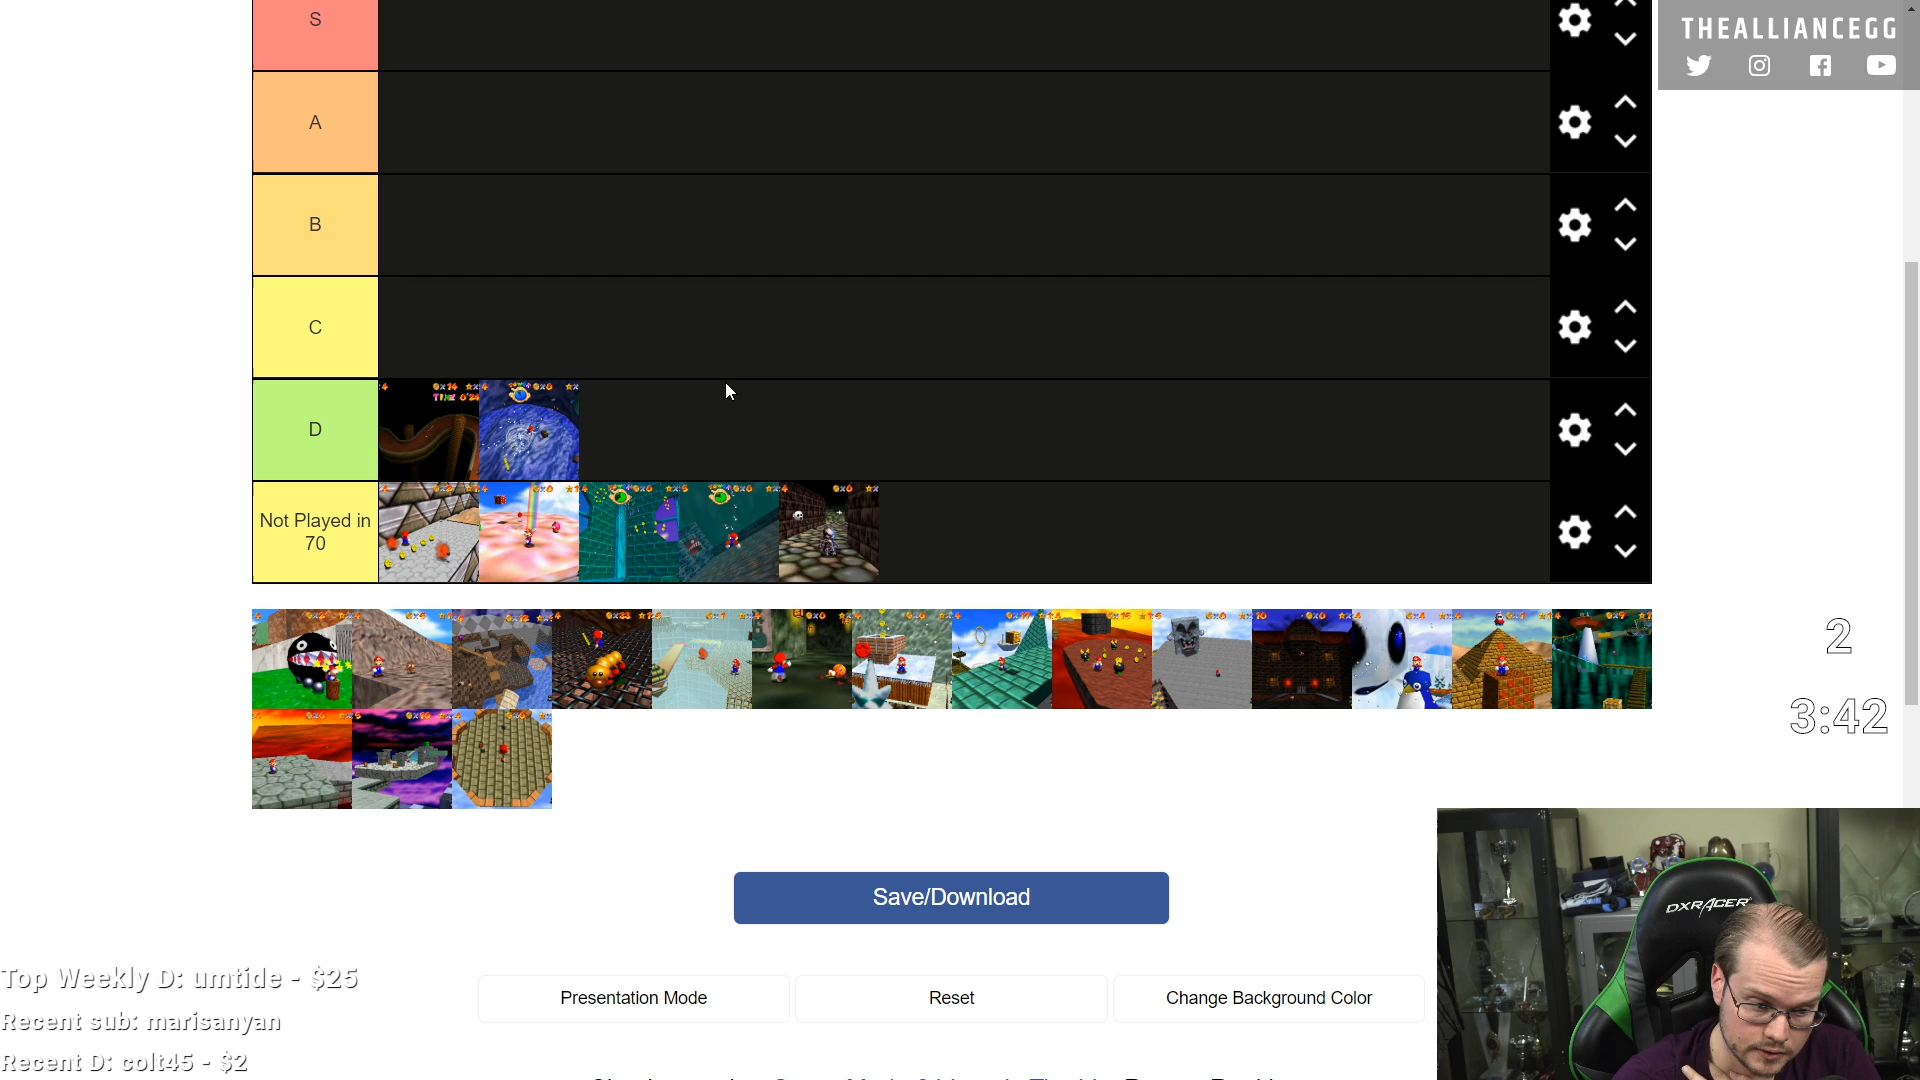 S
THEALLIANCEGG
A
B
C
D
Not Played in
70
2
3:42
Save/Download
DXRACER
Top Weekly D: umtide - $25
Presentation Mode
Reset
Change Background Color
Recent sub: marisanyan
Recent D: colt45 - $2